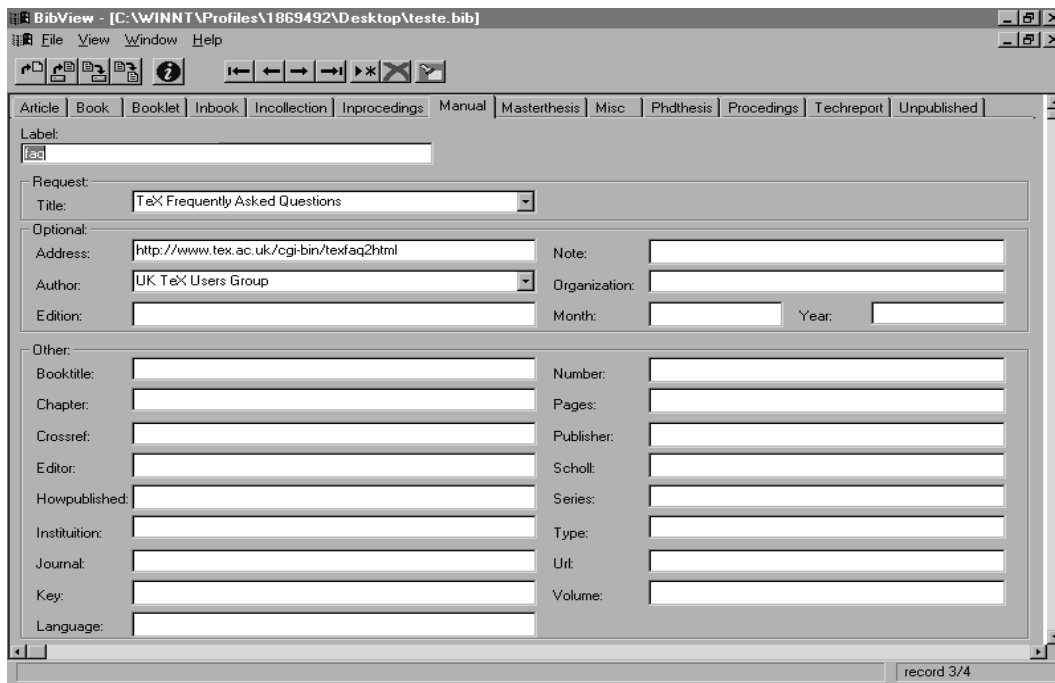 BibView - [C:\WINNT\Profiles\1869492\Desktop\teste.bib]
File View Window Help
Article Book Booklet Inbook Incollection Inprocedings Manual Masterthesis Misc Phdthesis Procedings Techreport Unpublished
Label:
faq
Request:
Title: TeX Frequently Asked Questions
Optional:
Address: http://www.tex.ac.uk/cgi-bin/texfaq2html Note:
Author: UK TeX Users Group Organization:
Edition: Month: Year:
Other:
Booktitle: Number:
Chapter: Pages:
Crossref: Publisher:
Editor: Scholl:
Howpublished: Series:
Instituition: Type:
Journal: Url:
Key: Volume:
Language:
record 3/4